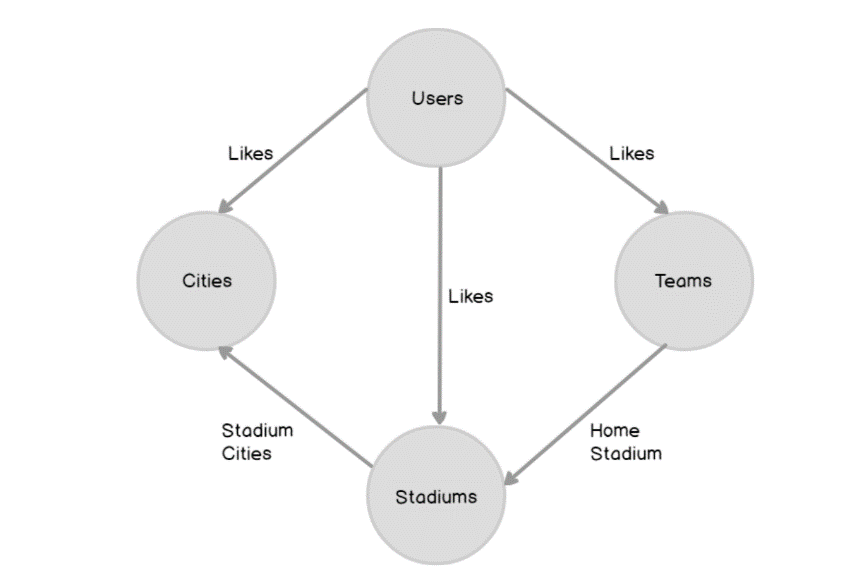 Users
Likes
Likes
Cities
Teams
Likes
Stadium
Cities
Home
Stadium
Stadiums